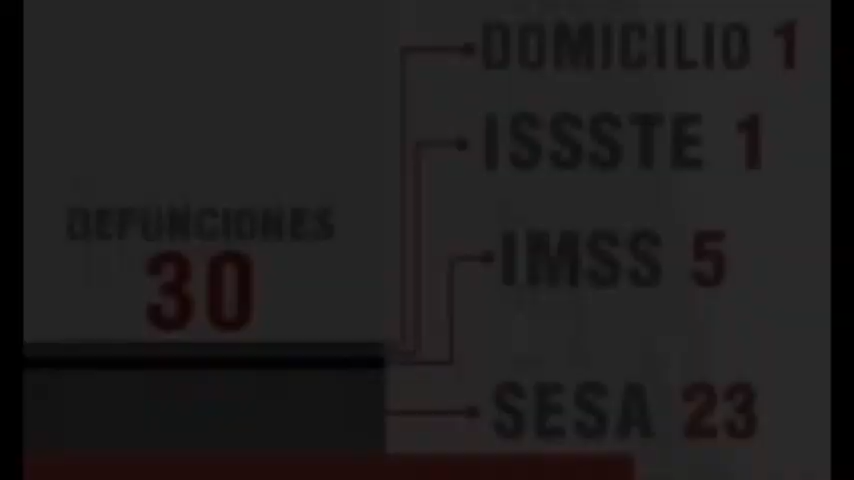 DEFUNCIONES
30
DOMICILIO 1
ISSSTE 1
IMSS 5
SESA 23